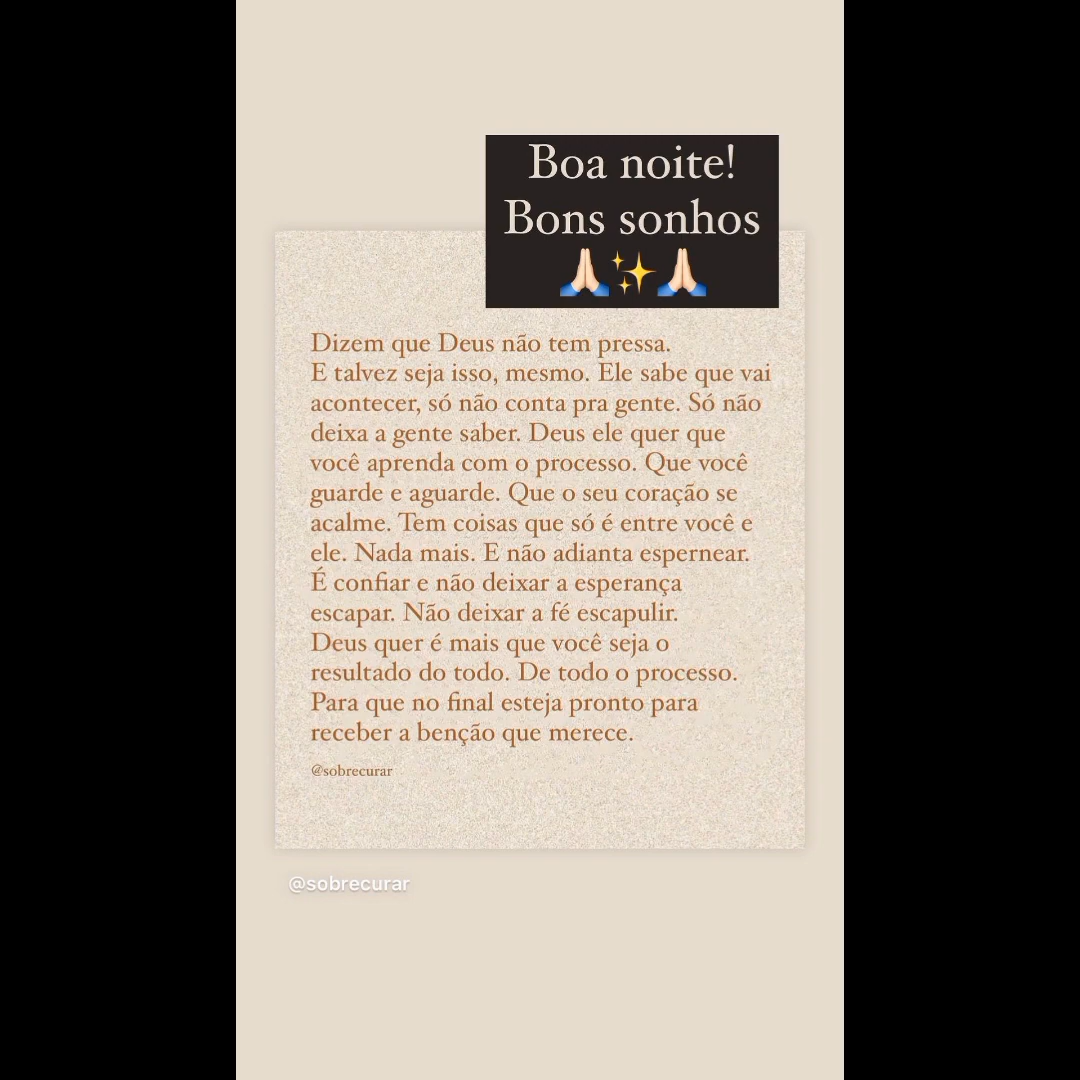 Boa noite!
Bons sonhos
🙏🏻✨🙏🏻
Dizem que Deus não tem pressa.
E talvez seja isso, mesmo. Ele sabe que vai
acontecer, só não conta pra gente. Só não
deixa a gente saber. Deus ele quer que
você aprenda com o processo. Que você
guarde e aguarde. Que o seu coração se
acalme. Tem coisas que só é entre você e
ele. Nada mais. E não adianta espernear.
É confiar e não deixar a esperança
escapar. Não deixar a fé escapulir.
Deus quer é mais que você seja o
resultado do todo. De todo o processo.
Para que no final esteja pronto para
receber a benção que merece.
@sobrecurar
@sobrecurar